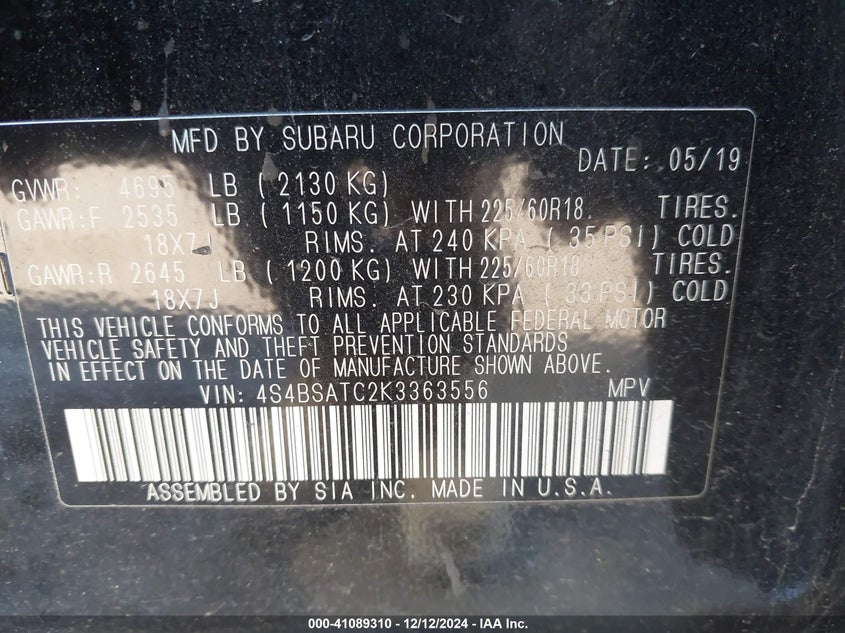 MFD BY SUBARU CORPORATION
DATE: 05/19
GVWR: 4695 LB ( 2130 KG)
GAWR:F 2535 LB ( 1150 KG) WITH 225/60R18. TIRES.
18X7J RIMS. AT 240 KPA ( 35 PSI) COLD
GAWR:R 2645 LB ( 1200 KG) WITH 225/60R18 TIRES.
18X7J RIMS. AT 230 KPA ( 33 PSI) COLD
THIS VEHICLE CONFORMS TO ALL APPLICABLE FEDERAL MOTOR
VEHICLE SAFETY AND THEFT PREVENTION STANDARDS
IN EFFECT ON THE DATE OF MANUFACTURE SHOWN ABOVE.
VIN: 4S4BSATC2K3363556 MPV
ASSEMBLED BY SIA INC. MADE IN U.S.A.
000-41089310 - 12/12/2024 - IAA Inc.